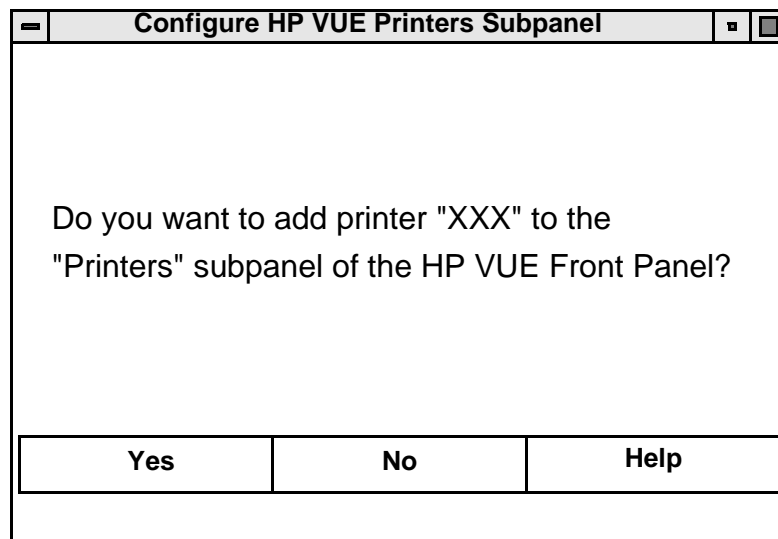 Configure HP VUE Printers Subpanel
Do you want to add printer "XXX" to the
"Printers" subpanel of the HP VUE Front Panel?
Yes No Help